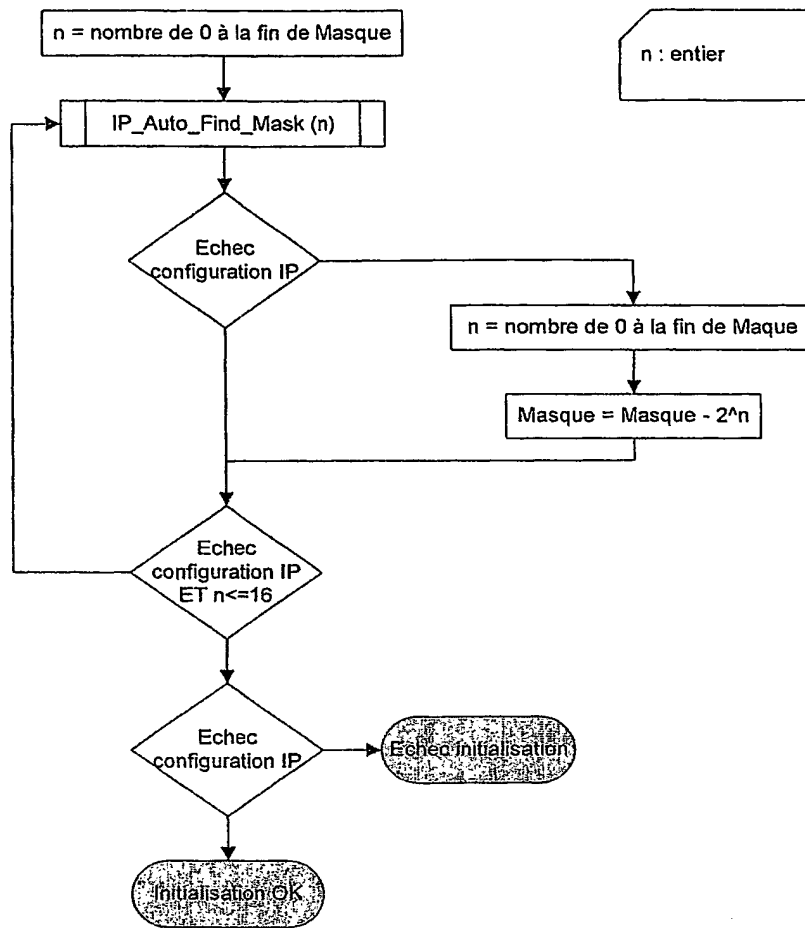 n = nombre de 0 à la fin de Masque
n : entier
IP_Auto_Find_Mask (n)
Echec
configuration IP
n = nombre de 0 à la fin de Maque
Masque = Masque - 2^n
Echec
configuration IP
ET n<=16
Echec
configuration IP
Echec Initialisation
Initialisation OK